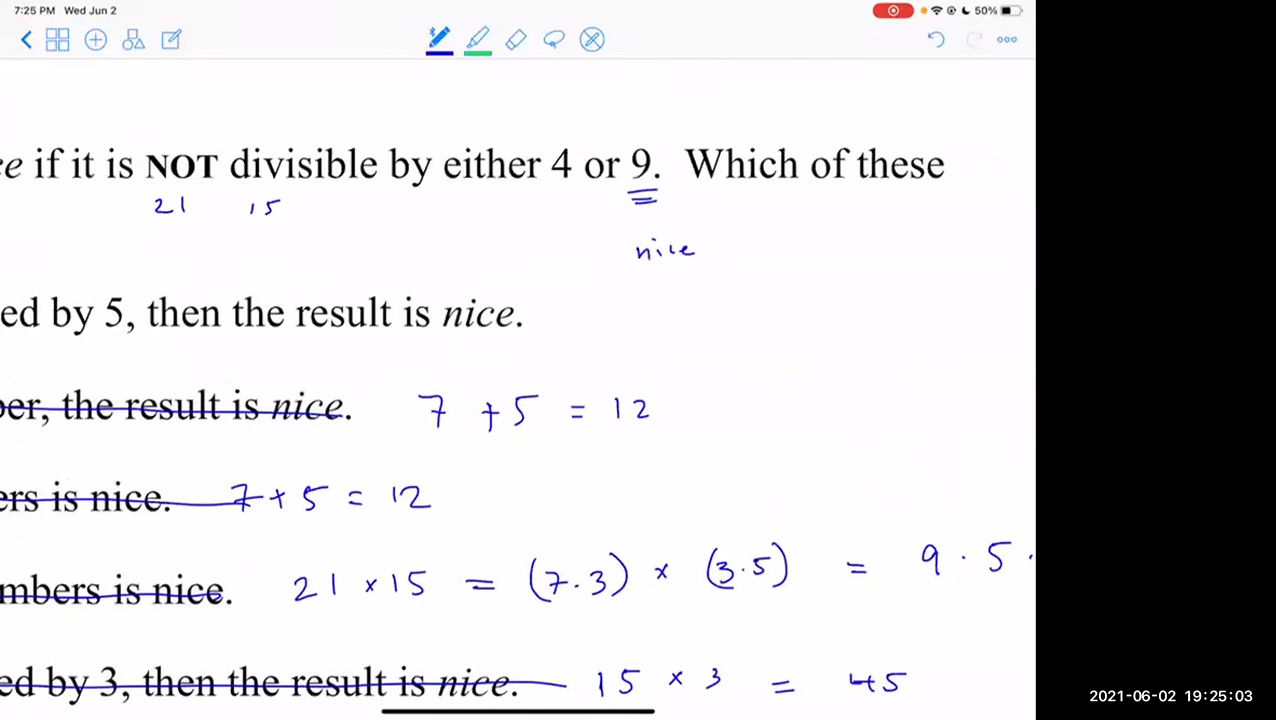 7:25 PM Wed Jun 2
50%
e if it is NOT divisible by either 4 or 9. Which of these
21 15
nice
ed by 5, then the result is nice.
er, the result is nice. 7 + 5 = 12
ers is nice. 7 + 5 = 12
mbers is nice. 21 × 15 = (7.3) × (3.5) = 9 . 5 .
ed by 3, then the result is nice. 15 × 3 = 45
2021-06-02 19:25:03